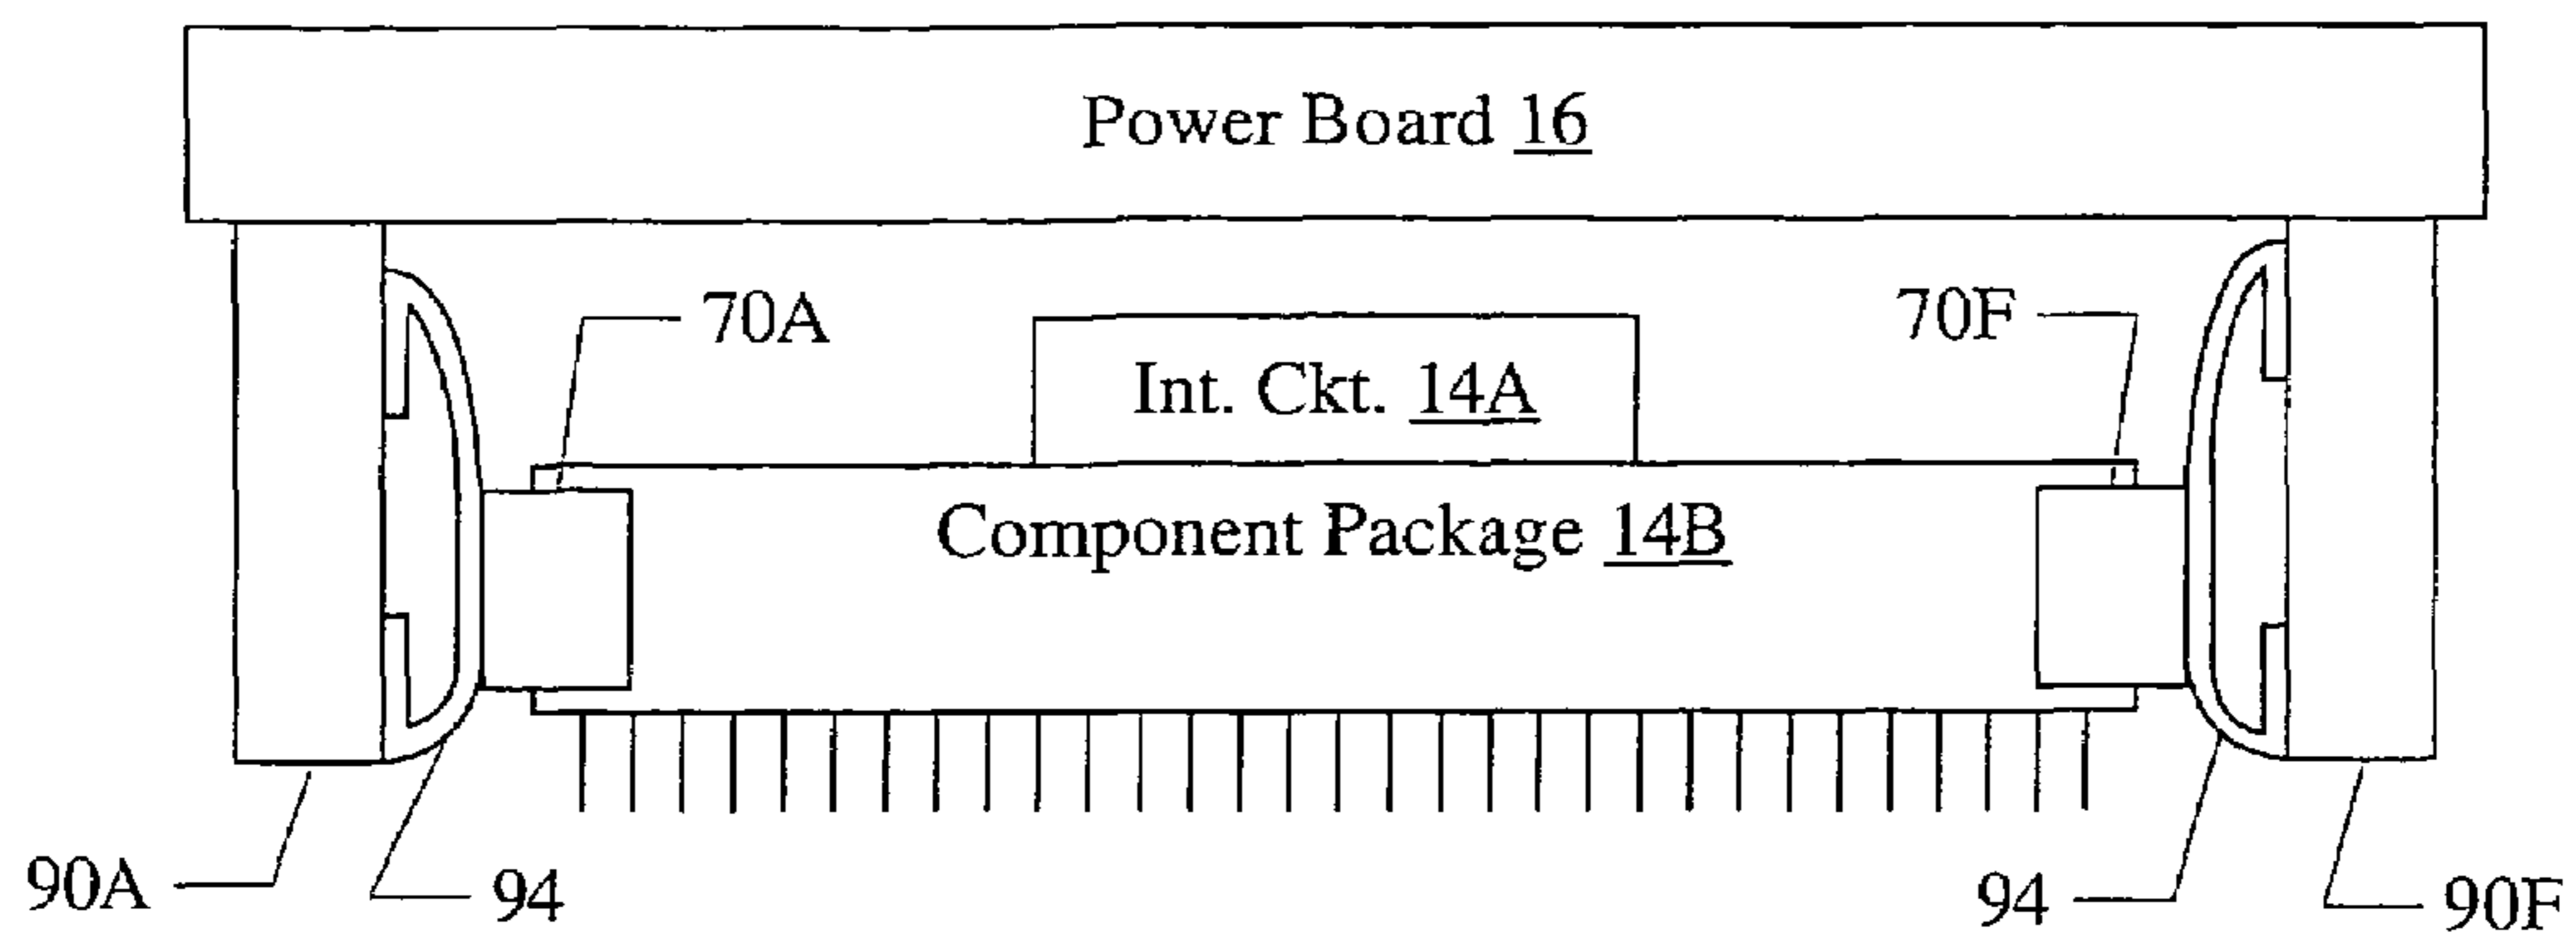 Power Board 16
70A
70F
Int. Ckt. 14A
Component Package 14B
90A
94
94
90F